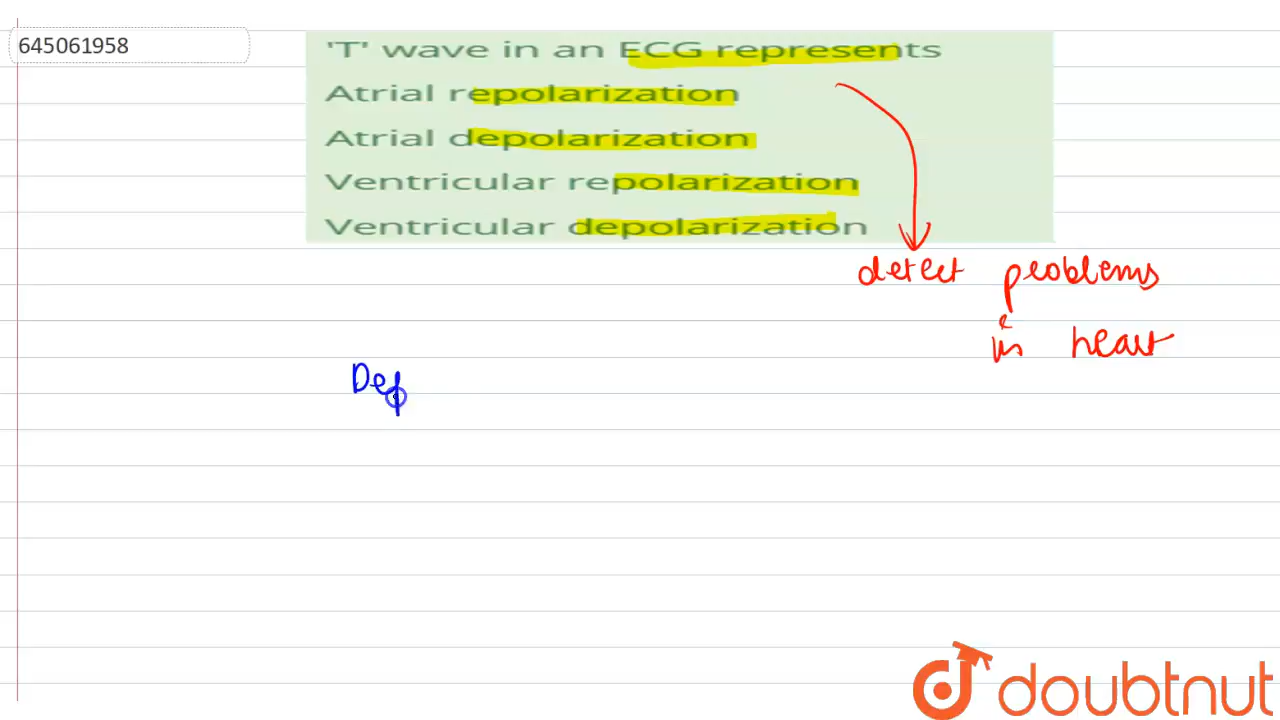 645061958
'T' wave in an ECG represents
Atrial repolarization
Atrial depolarization
Ventricular repolarization
Ventricular depolarization
detect problems
in heart
Dep
doubtnut